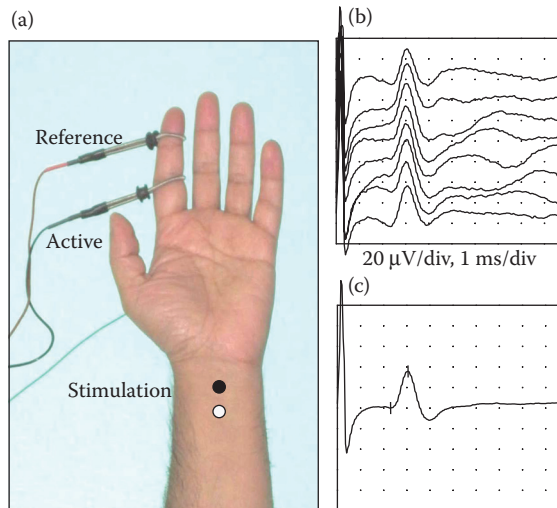 (a)
Reference
Active
Stimulation
(b)
20 μV/div, 1 ms/div
(c)